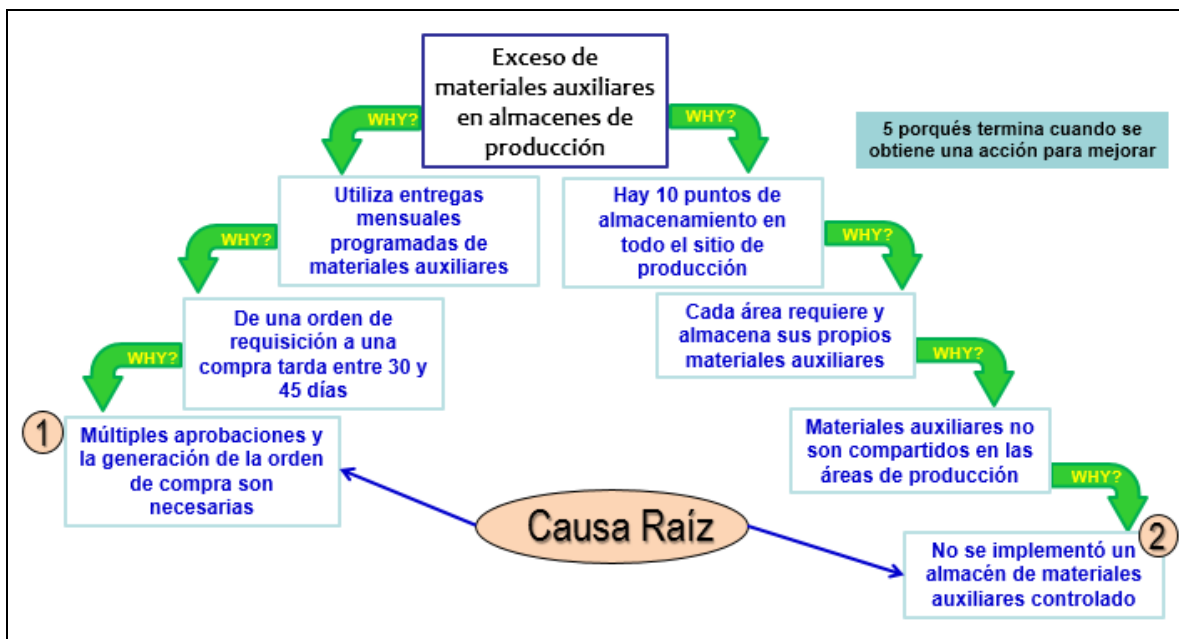 Exceso de
materiales auxiliares
en almacenes de
producción
WHY?
WHY?
5 porqués termina cuando se
obtiene una acción para mejorar
Utiliza entregas
mensuales
programadas de
materiales auxiliares
Hay 10 puntos de
almacenamiento en
todo el sitio de
producción
WHY?
WHY?
De una orden de
requisición a una
compra tarda entre 30 y
45 días
Cada área requiere y
almacena sus propios
materiales auxiliares
WHY?
WHY?
1
Múltiples aprobaciones y
la generación de la orden
de compra son
necesarias
Materiales auxiliares no
son compartidos en las
áreas de producción
WHY?
Causa Raíz
2
No se implementó un
almacén de materiales
auxiliares controlado